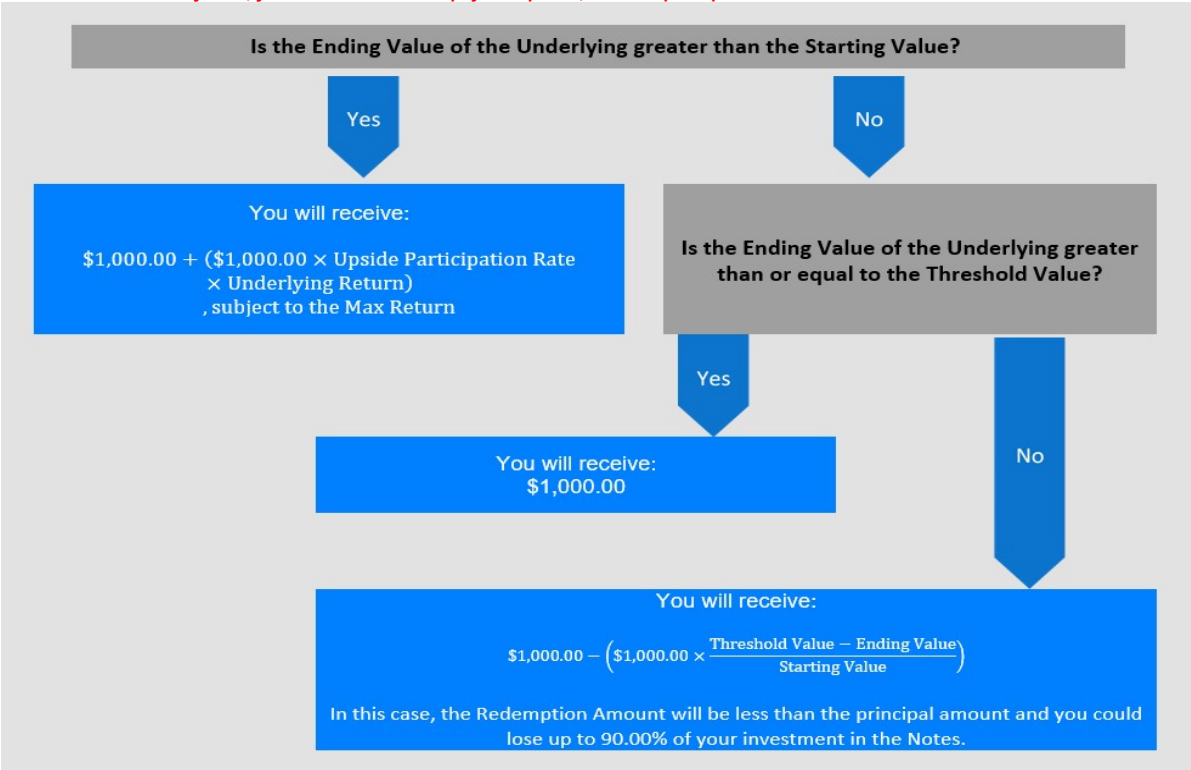 Is the Ending Value of the Underlying greater than the Starting Value?
Yes
No
You will receive:
$1,000.00 + ($1,000.00 × Upside Participation Rate
× Underlying Return)
, subject to the Max Return
Is the Ending Value of the Underlying greater
than or equal to the Threshold Value?
Yes
No
You will receive:
$1,000.00
You will receive:
$1,000.00 − ($1,000.00 × (Threshold Value − Ending Value) / Starting Value)
In this case, the Redemption Amount will be less than the principal amount and you could
lose up to 90.00% of your investment in the Notes.